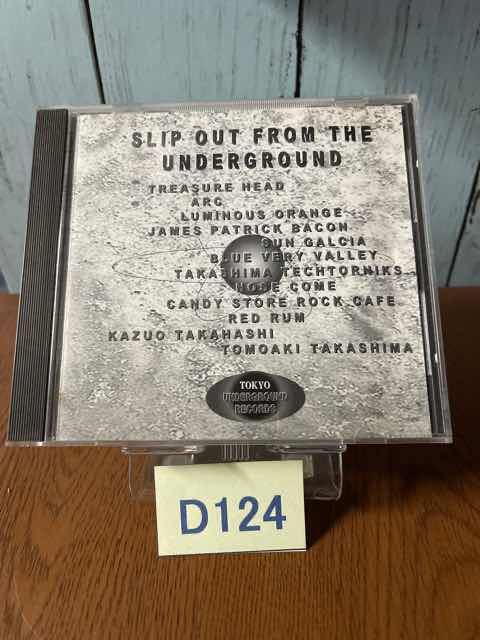 SLIP OUT FROM THE
UNDERGROUND
TREASURE HEAD
ARC
LUMINOUS ORANGE
JAMES PATRICK BACON
SUN GALCIA
BLUE VERY VALLEY
TAKASHIMA TECHTORNIKS
NOSE COME
CANDY STORE ROCK CAFE
RED RUM
KAZUO TAKAHASHI
TOMOAKI TAKASHIMA
TOKYO
UNDERGROUND
RECORDS
D124